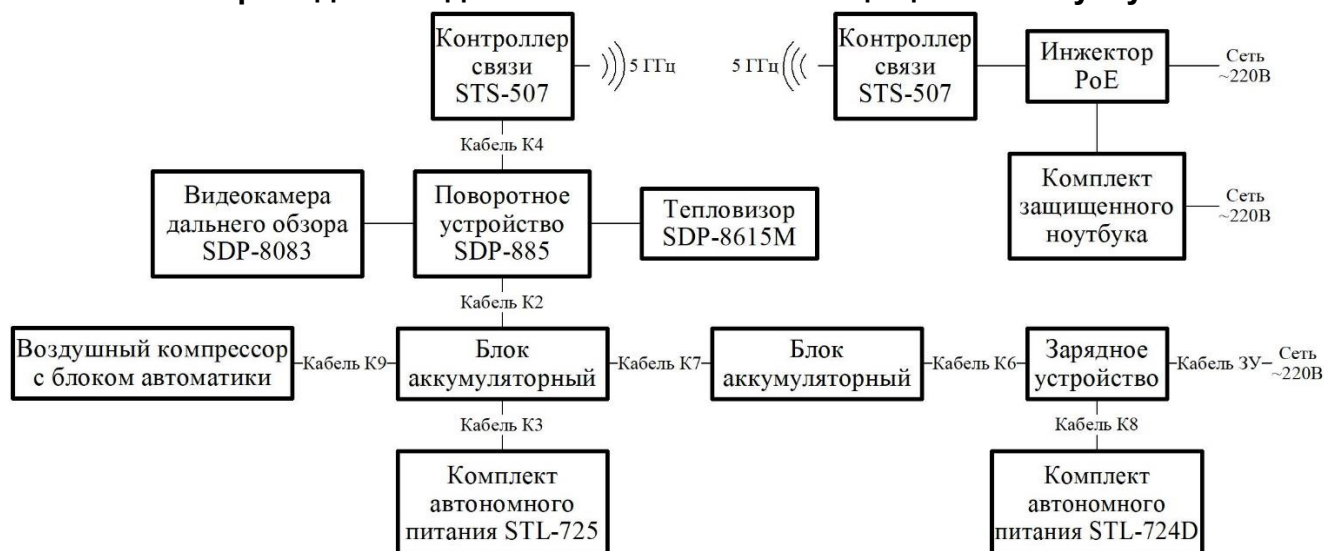 Контроллер
связи
STS-507
5 ГГц
5 ГГц
Контроллер
связи
STS-507
Инжектор
PoE
Сеть
~220В
Кабель К4
Видеокамера
дальнего обзора
SDP-8083
Поворотное
устройство
SDP-885
Тепловизор
SDP-8615M
Комплект
защищенного
ноутбука
Сеть
~220В
Кабель К2
Воздушный компрессор
с блоком автоматики
Кабель К9
Блок
аккумуляторный
Кабель К7
Блок
аккумуляторный
Кабель К6
Зарядное
устройство
Кабель ЗУ
Сеть
~220В
Кабель К3
Кабель К8
Комплект
автономного
питания STL-725
Комплект
автономного
питания STL-724D